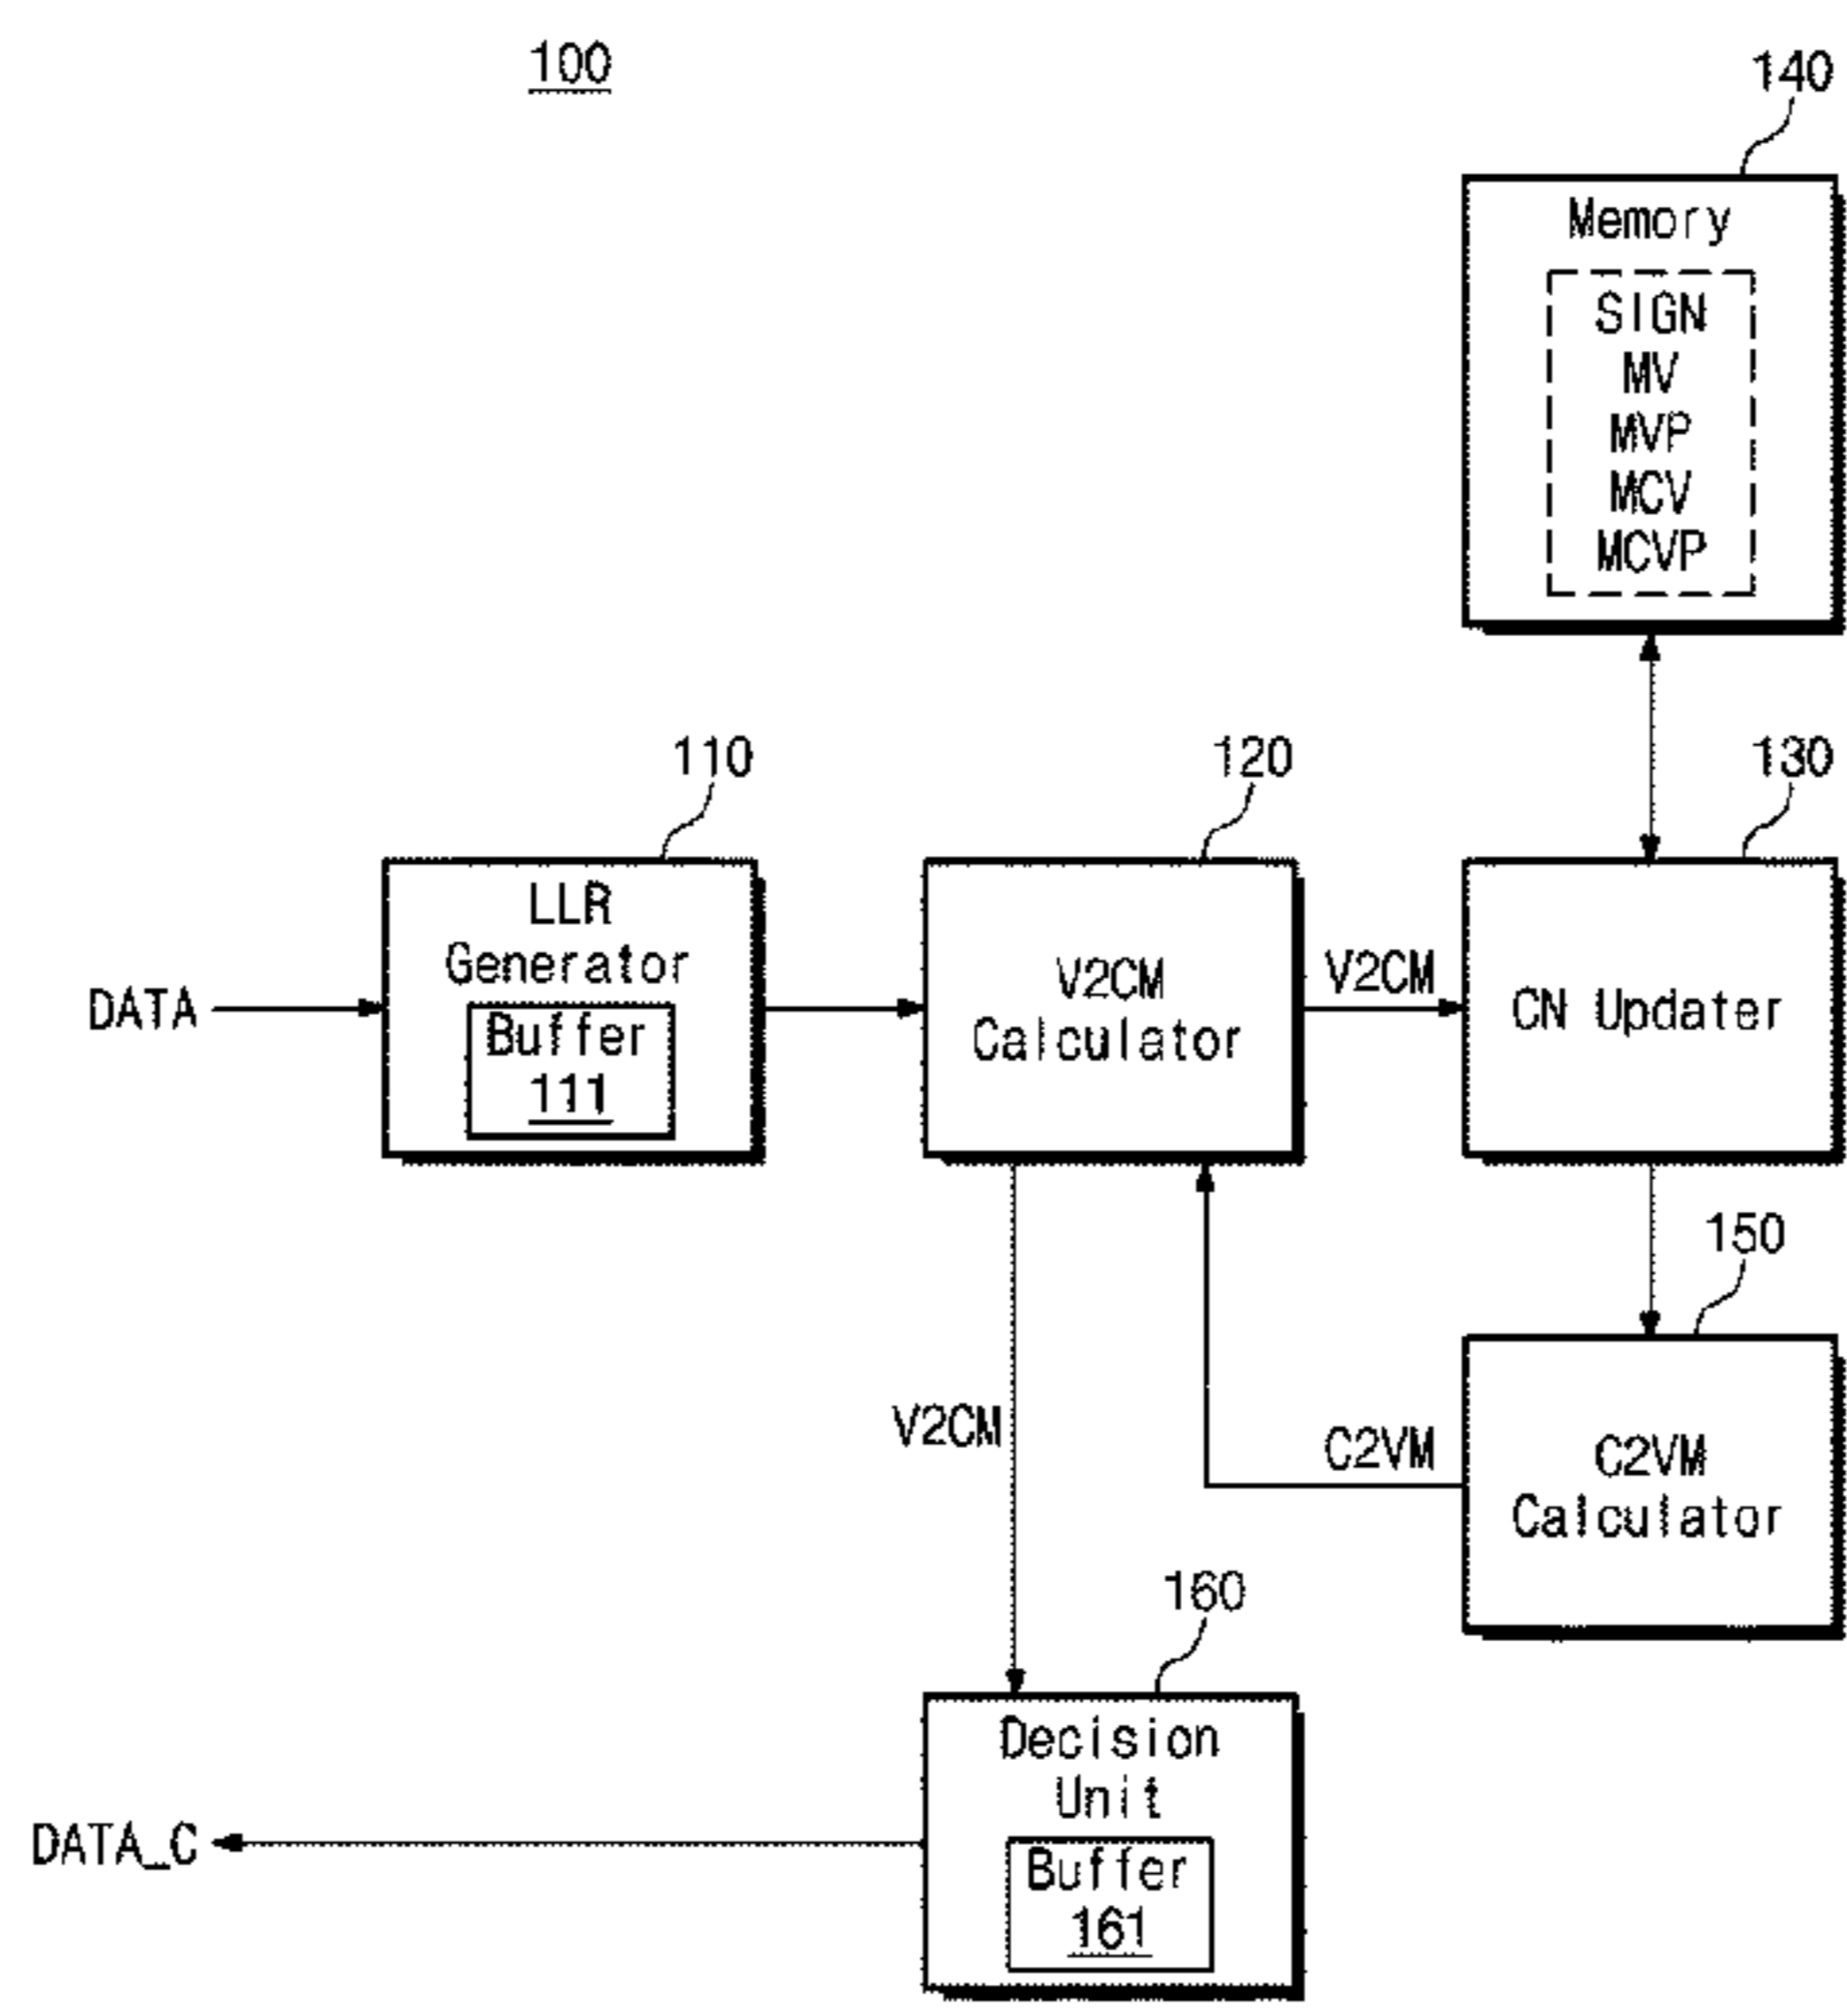 100
140
Memory
SIGN
MV
MVP
MCV
MCVP
110
120
130
LLR
Generator
Buffer
111
DATA
V2CM
Calculator
V2CM
CN Updater
150
V2CM
C2VM
C2VM
Calculator
160
Decision
Unit
Buffer
161
DATA_C